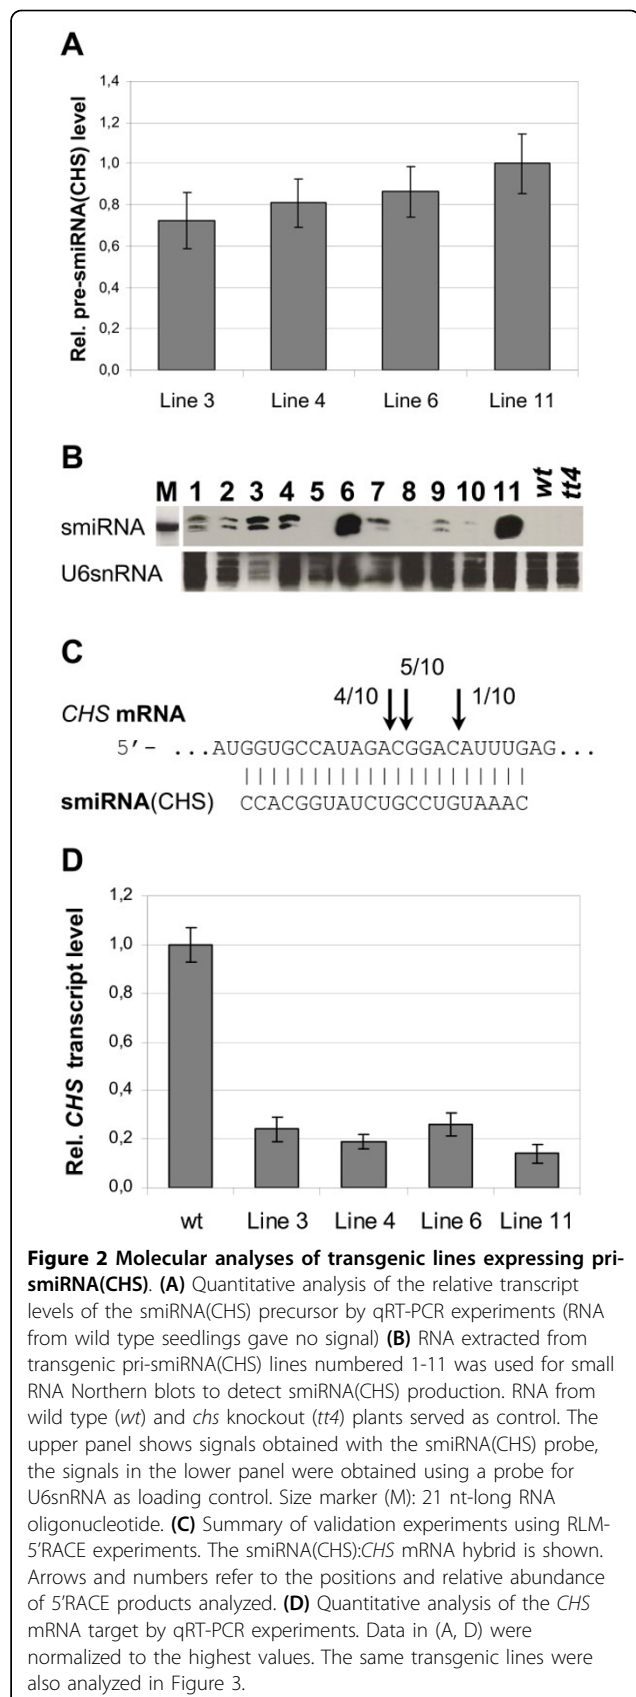 A
Rel. pre-smiRNA(CHS) level
1,4
1,2
1,0
0,8
0,6
0,4
0,2
0,0
Line 3 Line 4 Line 6 Line 11
B
M 1 2 3 4 5 6 7 8 9 10 11 wt tt4
smiRNA
U6snRNA
C
5/10
4/10 1/10
CHS mRNA
5’- ...AUGGUGCCAUAGACGGACAUUUGAG...
smiRNA(CHS) CCACGGUAUCUGCCUGUAAAC
D
Rel. CHS transcript level
1,2
1,0
0,8
0,6
0,4
0,2
0,0
wt Line 3 Line 4 Line 6 Line 11
Figure 2 Molecular analyses of transgenic lines expressing pri-
smiRNA(CHS). (A) Quantitative analysis of the relative transcript
levels of the smiRNA(CHS) precursor by qRT-PCR experiments (RNA
from wild type seedlings gave no signal) (B) RNA extracted from
transgenic pri-smiRNA(CHS) lines numbered 1-11 was used for small
RNA Northern blots to detect smiRNA(CHS) production. RNA from
wild type (wt) and chs knockout (tt4) plants served as control. The
upper panel shows signals obtained with the smiRNA(CHS) probe,
the signals in the lower panel were obtained using a probe for
U6snRNA as loading control. Size marker (M): 21 nt-long RNA
oligonucleotide. (C) Summary of validation experiments using RLM-
5’RACE experiments. The smiRNA(CHS):CHS mRNA hybrid is shown.
Arrows and numbers refer to the positions and relative abundance
of 5’RACE products analyzed. (D) Quantitative analysis of the CHS
mRNA target by qRT-PCR experiments. Data in (A, D) were
normalized to the highest values. The same transgenic lines were
also analyzed in Figure 3.